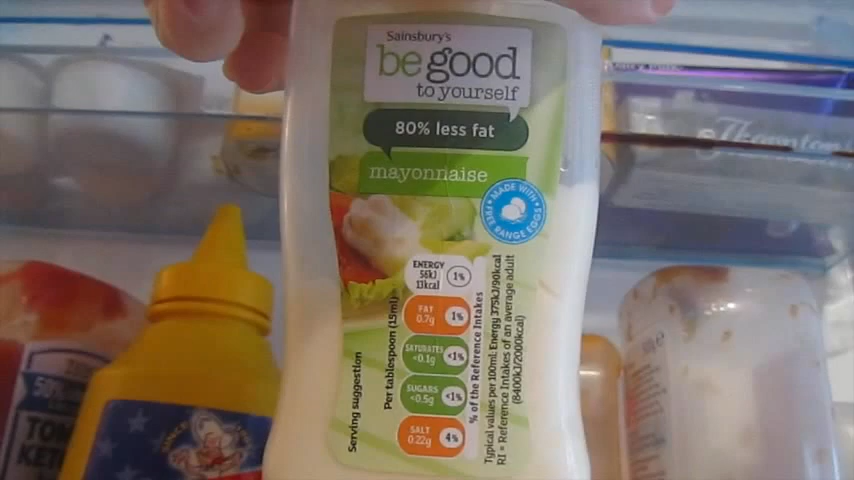 Sainsbury's
be good
to yourself
80% less fat
mayonnaise
MADE WITH
FREE RANGE EGGS
ENERGY
56kJ
13kcal
1%
FAT
0.7g
1%
SATURATES
<0.1g
<1%
SUGARS
<0.5g
<1%
SALT
0.22g
4%
Serving suggestion
Per tablespoon (15ml)
% of the Reference Intakes
Typical values per 100ml: Energy 375kJ/90kcal
RI = Reference Intakes of an average adult
(8400kJ/2000kcal)
Thorntons
50%